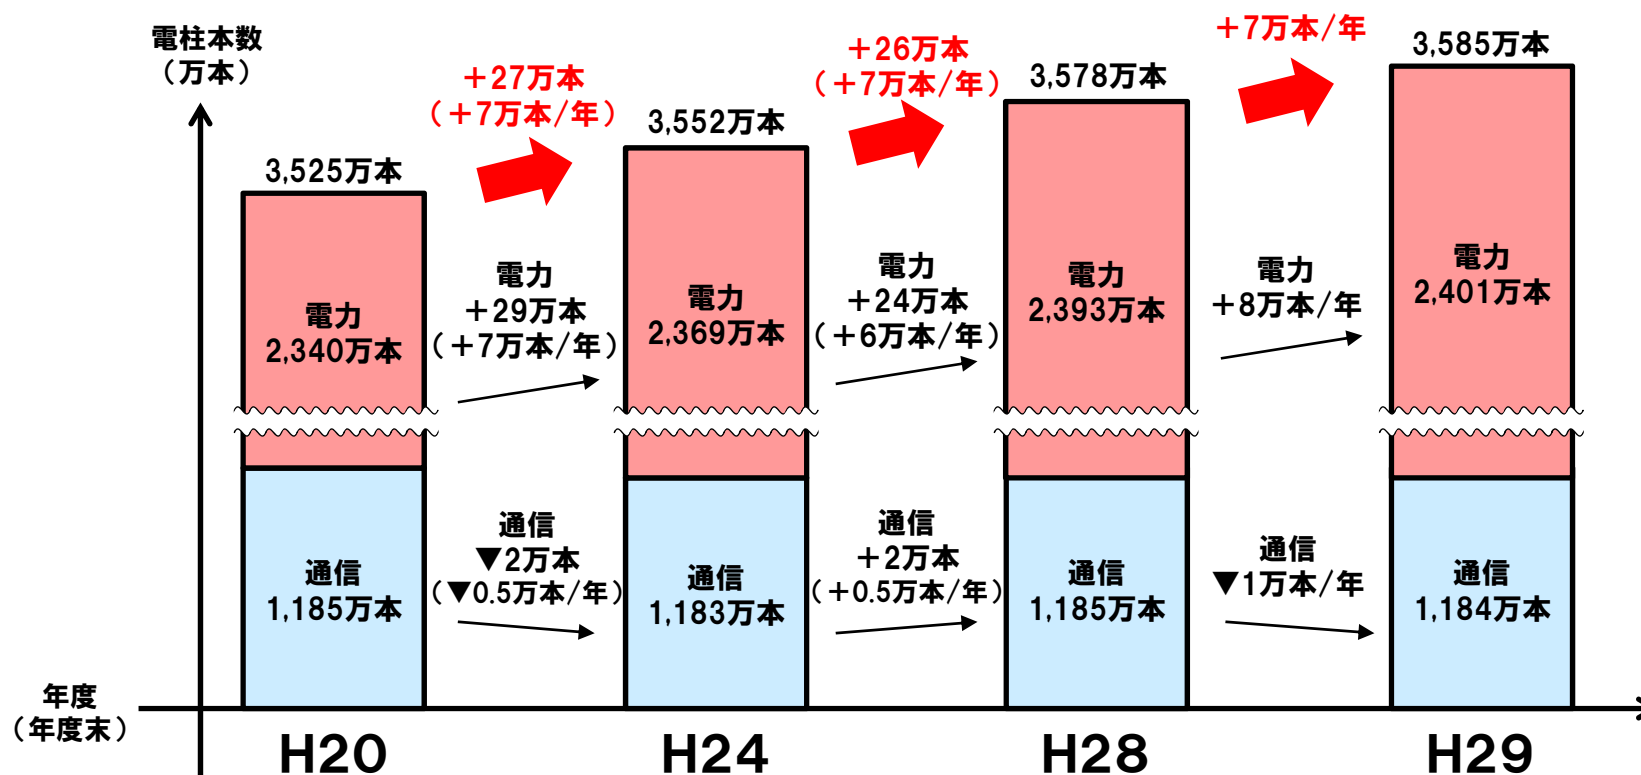 電柱本数
（万本）
3,525万本
電力
2,340万本
通信
1,185万本
＋27万本
（＋7万本/年）
電力
＋29万本
（＋7万本/年）
通信
▼2万本
（▼0.5万本/年）
3,552万本
電力
2,369万本
通信
1,183万本
＋26万本
（＋7万本/年）
電力
＋24万本
（＋6万本/年）
通信
＋2万本
（＋0.5万本/年）
3,578万本
電力
2,393万本
通信
1,185万本
＋7万本/年
電力
＋8万本/年
通信
▼1万本/年
3,585万本
電力
2,401万本
通信
1,184万本
年度
（年度末）
H20
H24
H28
H29